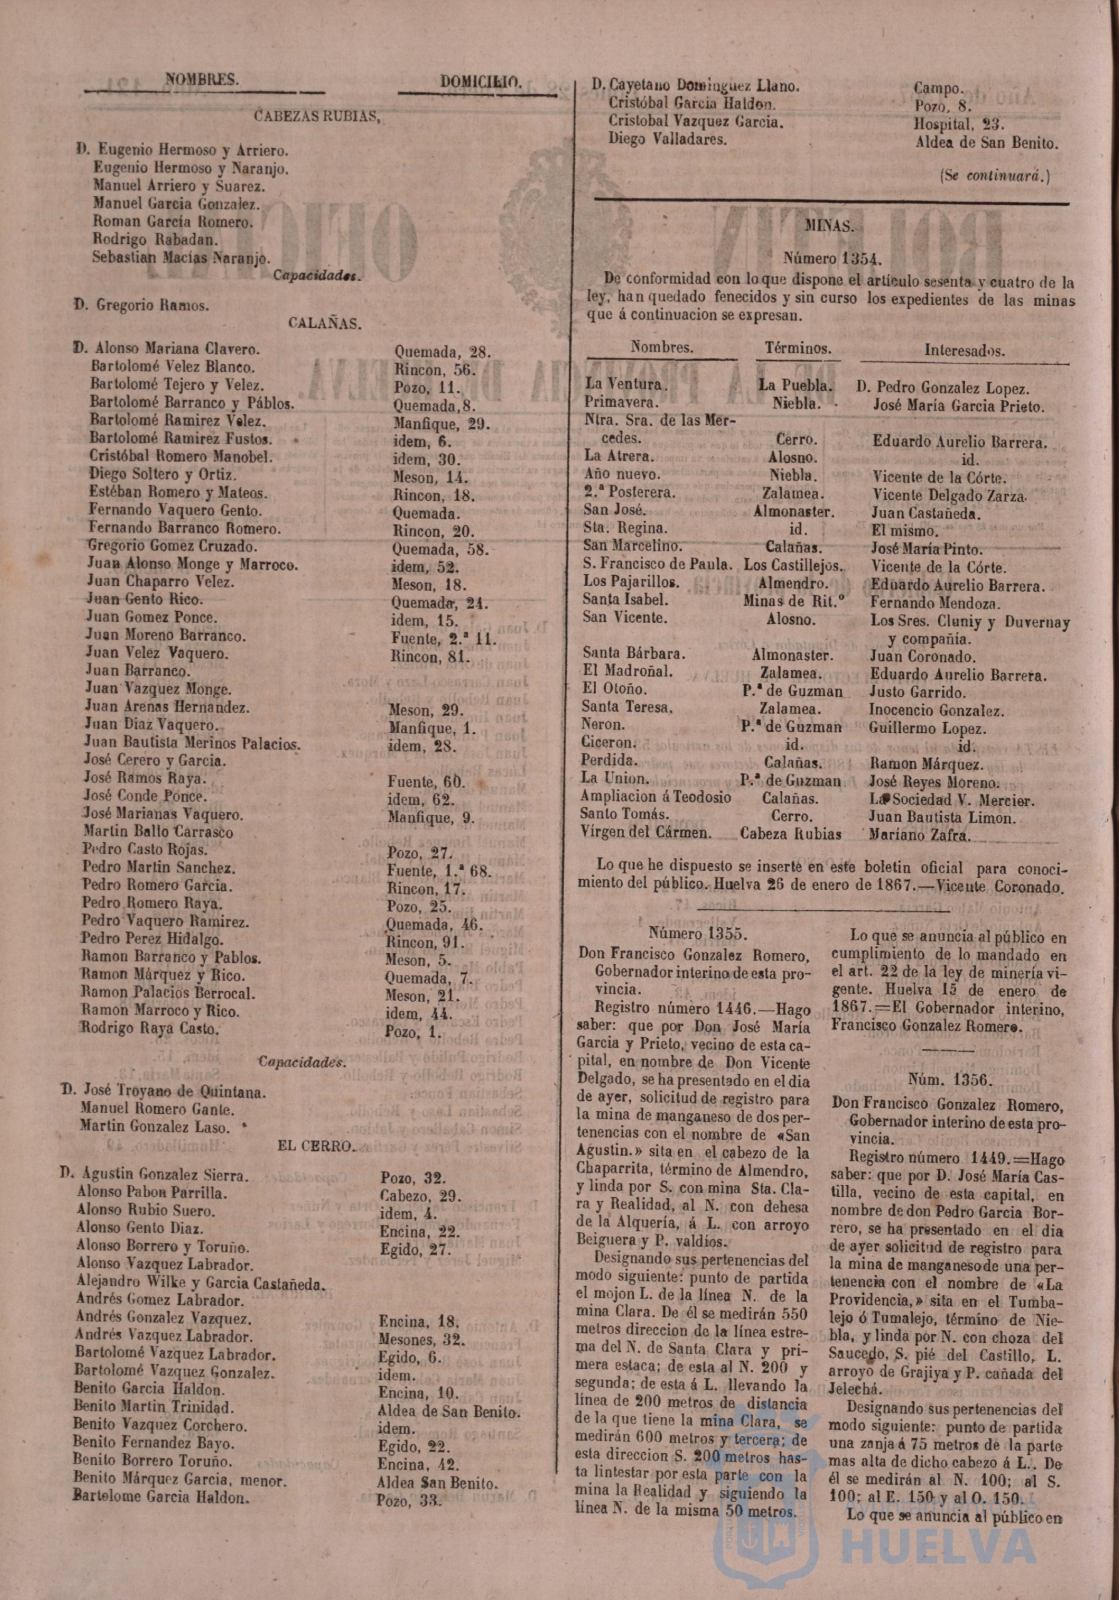 NOMBRES. DOMICILIO.
CABEZAS RUBIAS,
D. Eugenio Hermoso y Arriero.
Eugenio Hermoso y Naranjo.
Manuel Arriero y Suarez.
Manuel Garcia Gonzalez.
Roman García Romero.
Rodrigo Rabadan.
Sebastian Macías Naranjo.
Capacidades.
D. Gregorio Ramos.
CALAÑAS.
D. Alonso Mariana Clavero. Quemada, 28.
Bartolomé Velez Blanco. Rincon, 56.
Bartolomé Tejero y Velez. Pozo, 11.
Bartolomé Barranco y Páblos. Quemada, 8.
Bartolomé Ramirez Velez. Manfique, 29.
Bartolomé Ramirez Fustos. idem, 6.
Cristóbal Romero Manobel. idem, 30.
Diego Soltero y Ortiz. Meson, 14.
Estéban Romero y Mateos. Rincon, 18.
Fernando Vaquero Gento. Quemada.
Fernando Barranco Romero. Rincon, 20.
Gregorio Gomez Cruzado. Quemada, 58.
Juan Alonso Monge y Marroco. idem, 52.
Juan Chaparro Velez. Meson, 18.
Juan Gento Rico. Quemada, 24.
Juan Gomez Ponce. idem, 15.
Juan Moreno Barranco. Fuente, 2.ª 11.
Juan Velez Vaquero. Rincon, 81.
Juan Barranco.
Juan Vazquez Monge.
Juan Arenas Hernandez. Meson, 29.
Juan Diaz Vaquero. Manfique, 1.
Juan Bautista Merinos Palacios. idem, 28.
José Cerero y Garcia.
José Ramos Raya. Fuente, 60.
José Conde Ponce. idem, 62.
José Marianas Vaquero. Manfique, 9.
Martin Ballo Carrasco
Pedro Casto Rojas. Pozo, 27.
Pedro Martin Sanchez. Fuente, 1.ª 68.
Pedro Romero Garcia. Rincon, 17.
Pedro Romero Raya. Pozo, 25.
Pedro Vaquero Ramirez. Quemada, 46.
Pedro Perez Hidalgo. Rincon, 91.
Ramon Barranco y Pablos. Meson, 5.
Ramon Márquez y Rico. Quemada, 7.
Ramon Palacios Berrocal. Meson, 21.
Ramon Marroco y Rico. idem, 44.
Rodrigo Raya Casto. Pozo, 1.
Capacidades.
D. José Troyano de Quintana.
Manuel Romero Gante.
Martin Gonzalez Laso.
EL CERRO.
D. Agustin Gonzalez Sierra. Pozo, 32.
Alonso Pabon Parrilla. Cabezo, 29.
Alonso Rubio Suero. idem, 4.
Alonso Gento Diaz. Encina, 22.
Alonso Borrero y Toruño. Egido, 27.
Alonso Vazquez Labrador.
Alejandro Wilke y Garcia Castañeda.
Andrés Gomez Labrador.
Andrés Gonzalez Vazquez. Encina, 18.
Andrés Vazquez Labrador. Mesones, 32.
Bartolomé Vazquez Labrador. Egido, 6.
Bartolomé Vazquez Gonzalez. idem.
Benito Garcia Haldon. Encina, 10.
Benito Martin Trinidad. Aldea de San Benito.
Benito Vazquez Corchero. idem.
Benito Fernandez Bayo. Egido, 22.
Benito Borrero Toruño. Encina, 42.
Benito Márquez Garcia, menor. Aldea San Benito.
Bartolome Garcia Haldon. Pozo, 33.
D. Cayetano Dominguez Llano. Campo.
Cristóbal Garcia Haldon. Pozo, 8.
Cristobal Vazquez Garcia. Hospital, 23.
Diego Valladares. Aldea de San Benito.
(Se continuará.)
MINAS.
Número 1354.
De conformidad con lo que dispone el artículo sesenta y cuatro de la
ley, han quedado fenecidos y sin curso los expedientes de las minas
que á continuacion se expresan.
Nombres. Términos. Interesados.
La Ventura. La Puebla. D. Pedro Gonzalez Lopez.
Primavera. Niebla. José María Garcia Prieto.
Ntra. Sra. de las Mer-
cedes. Cerro. Eduardo Aurelio Barrera.
La Atrera. Alosno. id.
Año nuevo. Niebla. Vicente de la Córte.
2.ª Posterera. Zalamea. Vicente Delgado Zarza.
San José. Almonaster. Juan Castañeda.
Sta. Regina. id. El mismo.
San Marcelino. Calañas. José María Pinto.
S. Francisco de Paula. Los Castillejos. Vicente de la Córte.
Los Pajarillos. Almendro. Eduardo Aurelio Barrera.
Santa Isabel. Minas de Rit.º Fernando Mendoza.
San Vicente. Alosno. Los Sres. Cluniy y Duvernay
y compañia.
Santa Bárbara. Almonaster. Juan Coronado.
El Madroñal. Zalamea. Eduardo Aurelio Barrera.
El Otoño. P.ª de Guzman Justo Garrido.
Santa Teresa. Zalamea. Inocencio Gonzalez.
Neron. P.ª de Guzman Guillermo Lopez.
Ciceron. id. id.
Perdida. Calañas. Ramon Márquez.
La Union. P.ª de Guzman José Reyes Moreno.
Ampliacion á Teodosio Calañas. La Sociedad V. Mercier.
Santo Tomás. Cerro. Juan Bautista Limon.
Vírgen del Cármen. Cabeza Rubias Mariano Zafra.
Lo que he dispuesto se inserte en este boletin oficial para conoci-
miento del público. Huelva 26 de enero de 1867.—Vicente Coronado.
Número 1355.
Don Francisco Gonzalez Romero,
Gobernador interino de esta pro-
vincia.
Registro número 1446.—Hago
saber: que por Don José María
Garcia y Prieto, vecino de esta ca-
pital, en nombre de Don Vicente
Delgado, se ha presentado en el dia
de ayer, solicitud de registro para
la mina de manganeso de dos per-
tenencias con el nombre de «San
Agustin.» sita en el cabezo de la
Chaparrita, término de Almendro,
y linda por S. con mina Sta. Cla-
ra y Realidad, al N. con dehesa
de la Alquería, á L. con arroyo
Beiguera y P. valdios.
Designando sus pertenencias del
modo siguiente: punto de partida
el mojon L. de la línea N. de la
mina Clara. De él se medirán 550
metros direccion de la línea estre-
ma del N. de Santa Clara y pri-
mera estaca; de esta al N. 200 y
segunda; de esta á L. llevando la
línea de 200 metros de distancia
de la que tiene la mina Clara, se
medirán 600 metros y tercera; de
esta direccion S. 200 metros has-
ta lintestar por esta parte con la
mina la Realidad y siguiendo la
línea N. de la misma 50 metros.
Lo que se anuncia al público en
cumplimiento de lo mandado en
el art. 22 de la ley de minería vi-
gente. Huelva 15 de enero de
1867.=El Gobernador interino,
Francisco Gonzalez Romero.
Núm. 1356.
Don Francisco Gonzalez Romero,
Gobernador interino de esta pro-
vincia.
Registro número 1449.=Hago
saber: que por D. José María Cas-
tilla, vecino de esta capital, en
nombre de don Pedro Garcia Bor-
rero, se ha presentado en el dia
de ayer solicitud de registro para
la mina de manganeso de una per-
tenencia con el nombre de «La
Providencia,» sita en el Tumba-
lejo ó Tumalejo, término de Nie-
bla, y linda por N. con choza del
Saucedo, S. pié del Castillo, L.
arroyo de Grajiya y P. cañada del
Jelechá.
Designando sus pertenencias del
modo siguiente: punto de partida
una zanja á 75 metros de la parte
mas alta de dicho cabezo á L. De
él se medirán al N. 100; al S.
100; al E. 150 y al O. 150.
Lo que se anuncia al público en
HUELVA